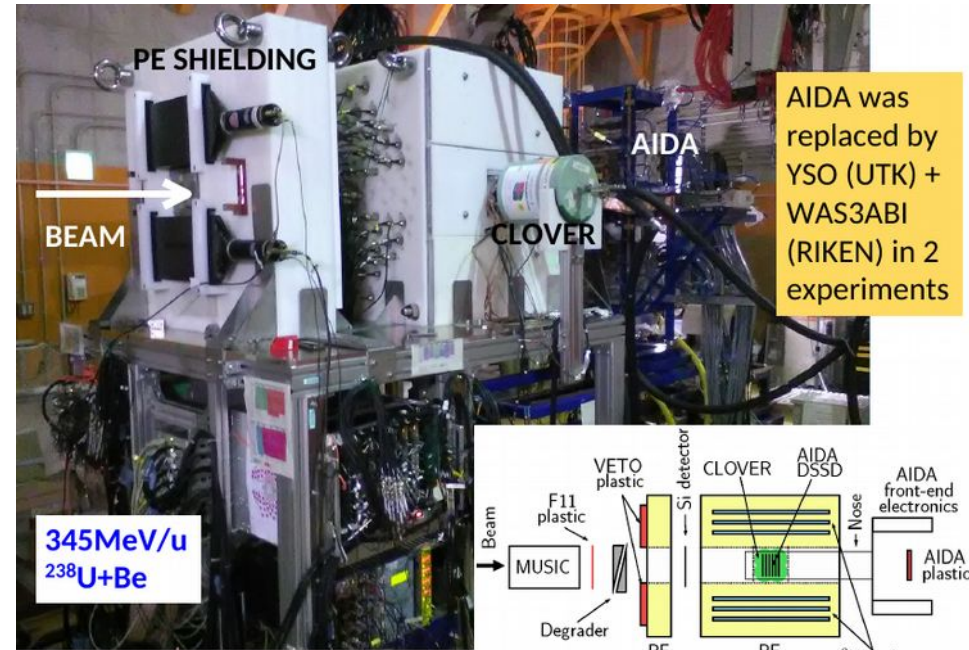 PE SHIELDING
BEAM
AIDA
CLOVER
AIDA was
replaced by
YSO (UTK) +
WAS3ABI
(RIKEN) in 2
experiments
345MeV/u
²³⁸U+Be
Beam
MUSIC
F11
plastic
Degrader
VETO
plastic
Si detector
CLOVER
AIDA
DSSD
Nose
AIDA
front-end
electronics
AIDA
plastic
PE
PE